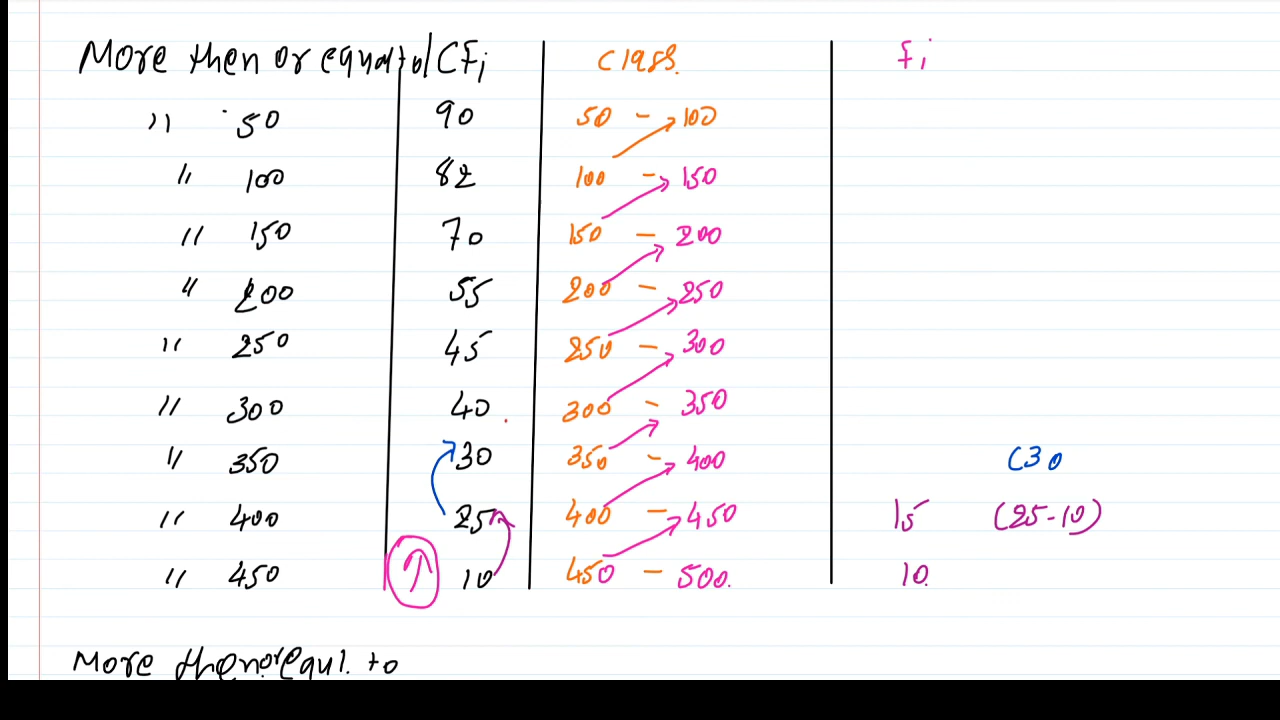 More then or equal to CFi Class. fi
" 50 90 50 - 100
" 100 82 100 - 150
" 150 70 150 - 200
" 200 55 200 - 250
" 250 45 250 - 300
" 300 40 300 - 350
" 350 30 350 - 400 (30
" 400 25 400 - 450 15 (25-10)
" 450 10 450 - 500. 10.
More then or equl. to